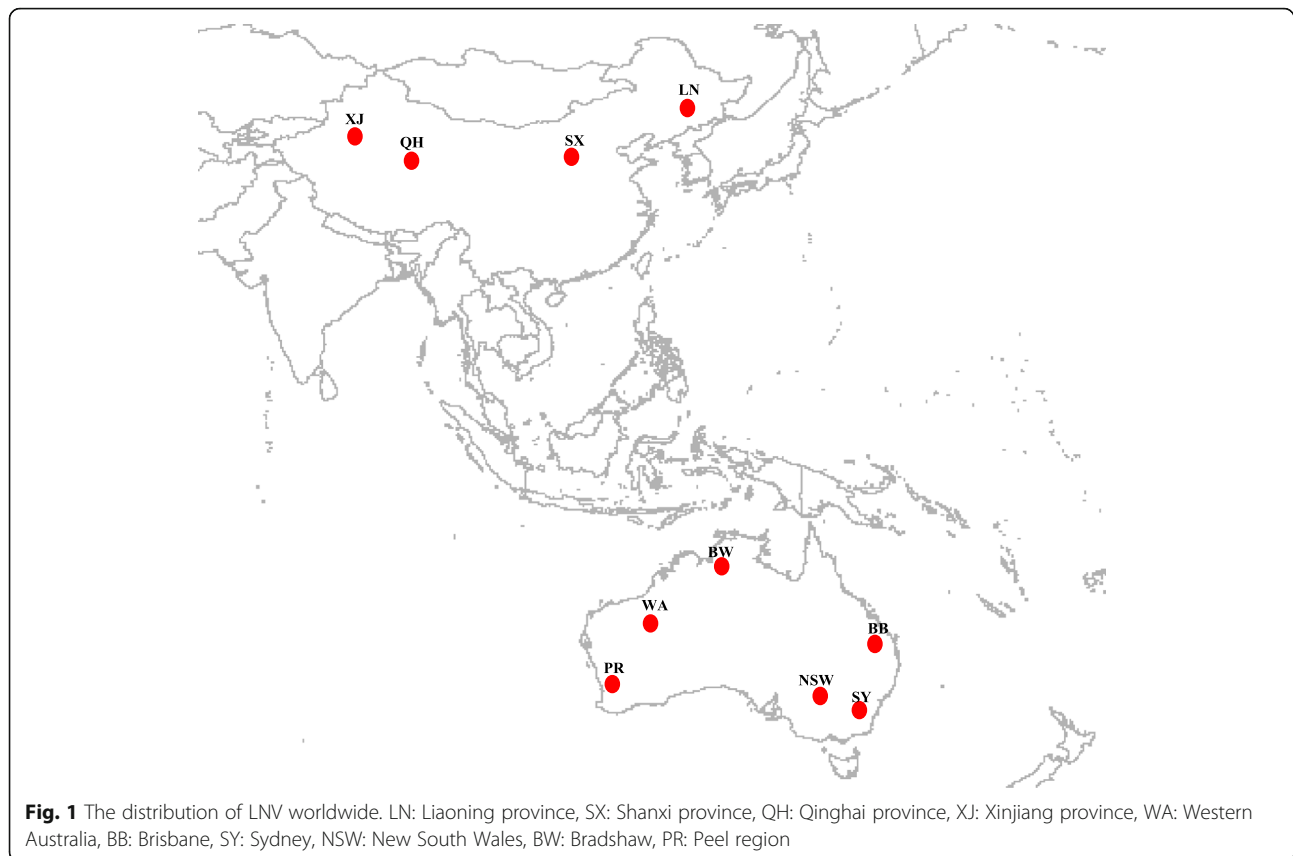 LN
XJ
QH
SX
BW
WA
BB
PR
NSW
SY
Fig. 1 The distribution of LNV worldwide. LN: Liaoning province, SX: Shanxi province, QH: Qinghai province, XJ: Xinjiang province, WA: Western
Australia, BB: Brisbane, SY: Sydney, NSW: New South Wales, BW: Bradshaw, PR: Peel region